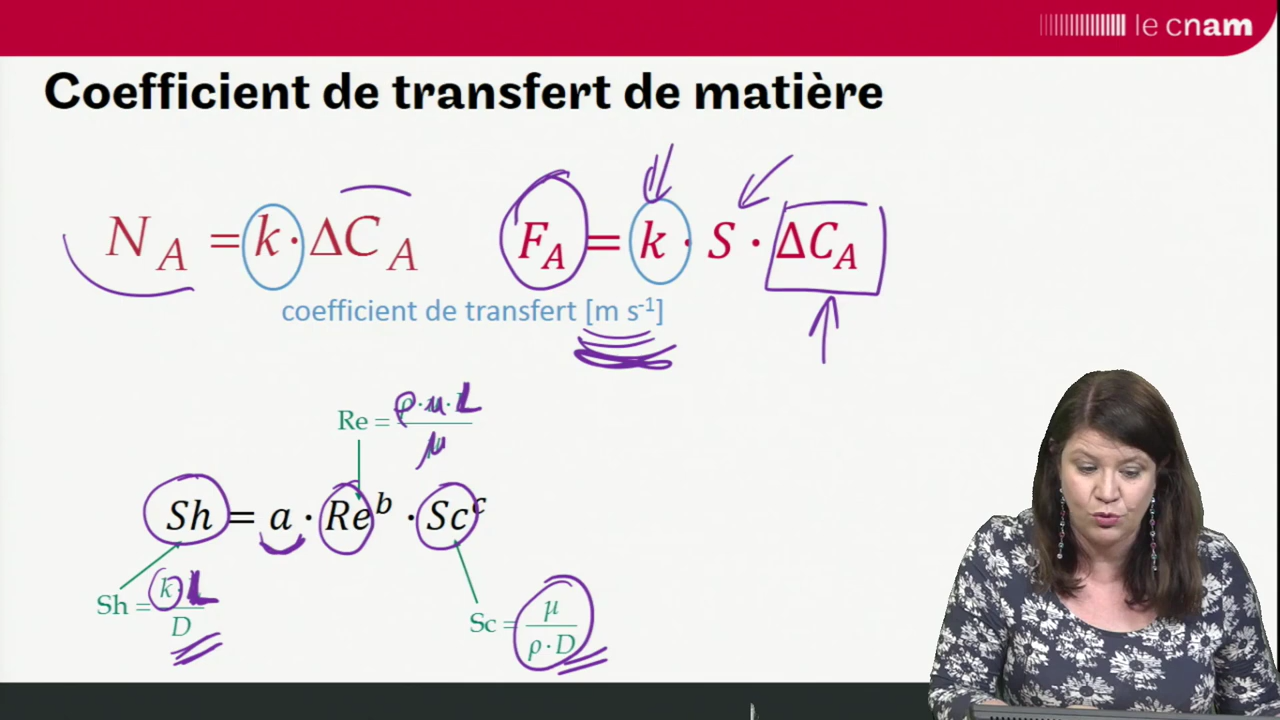 le cnam
Coefficient de transfert de matière
N_A = k · ΔC_A
F_A = k · S · ΔC_A
coefficient de transfert [m s⁻¹]
Re = ρ·u·L / μ
Sh = a · Re^b · Sc^c
Sh = k·L / D
Sc = μ / ρ·D